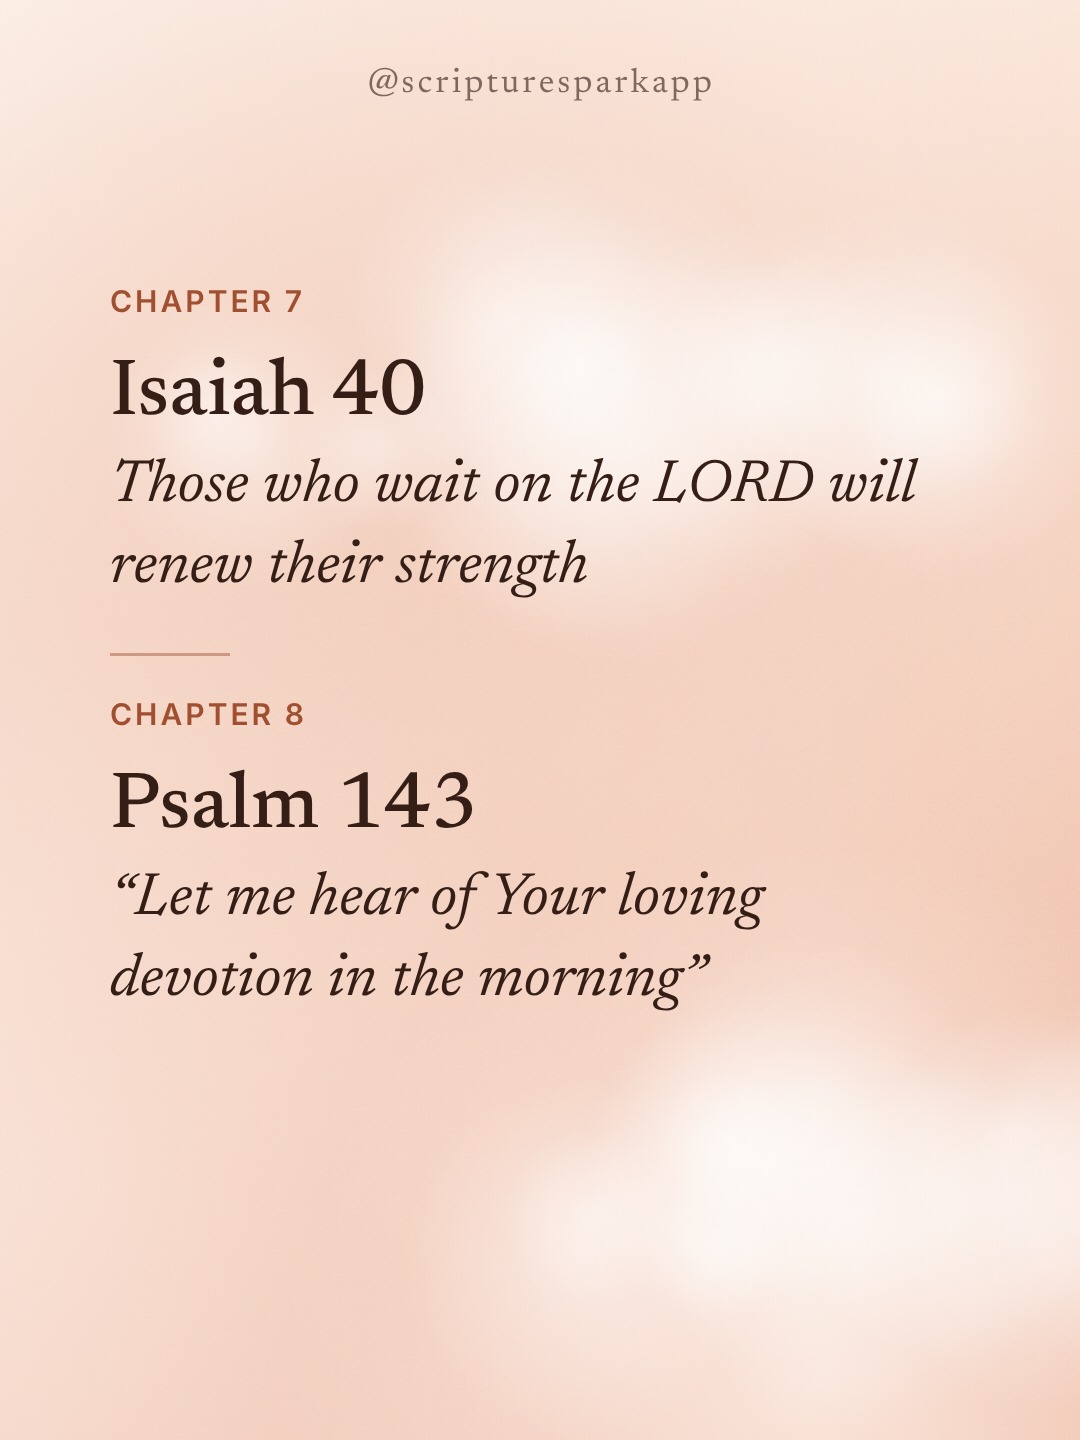 @scripturesparkapp
CHAPTER 7
Isaiah 40
Those who wait on the LORD will
renew their strength
CHAPTER 8
Psalm 143
“Let me hear of Your loving
devotion in the morning”